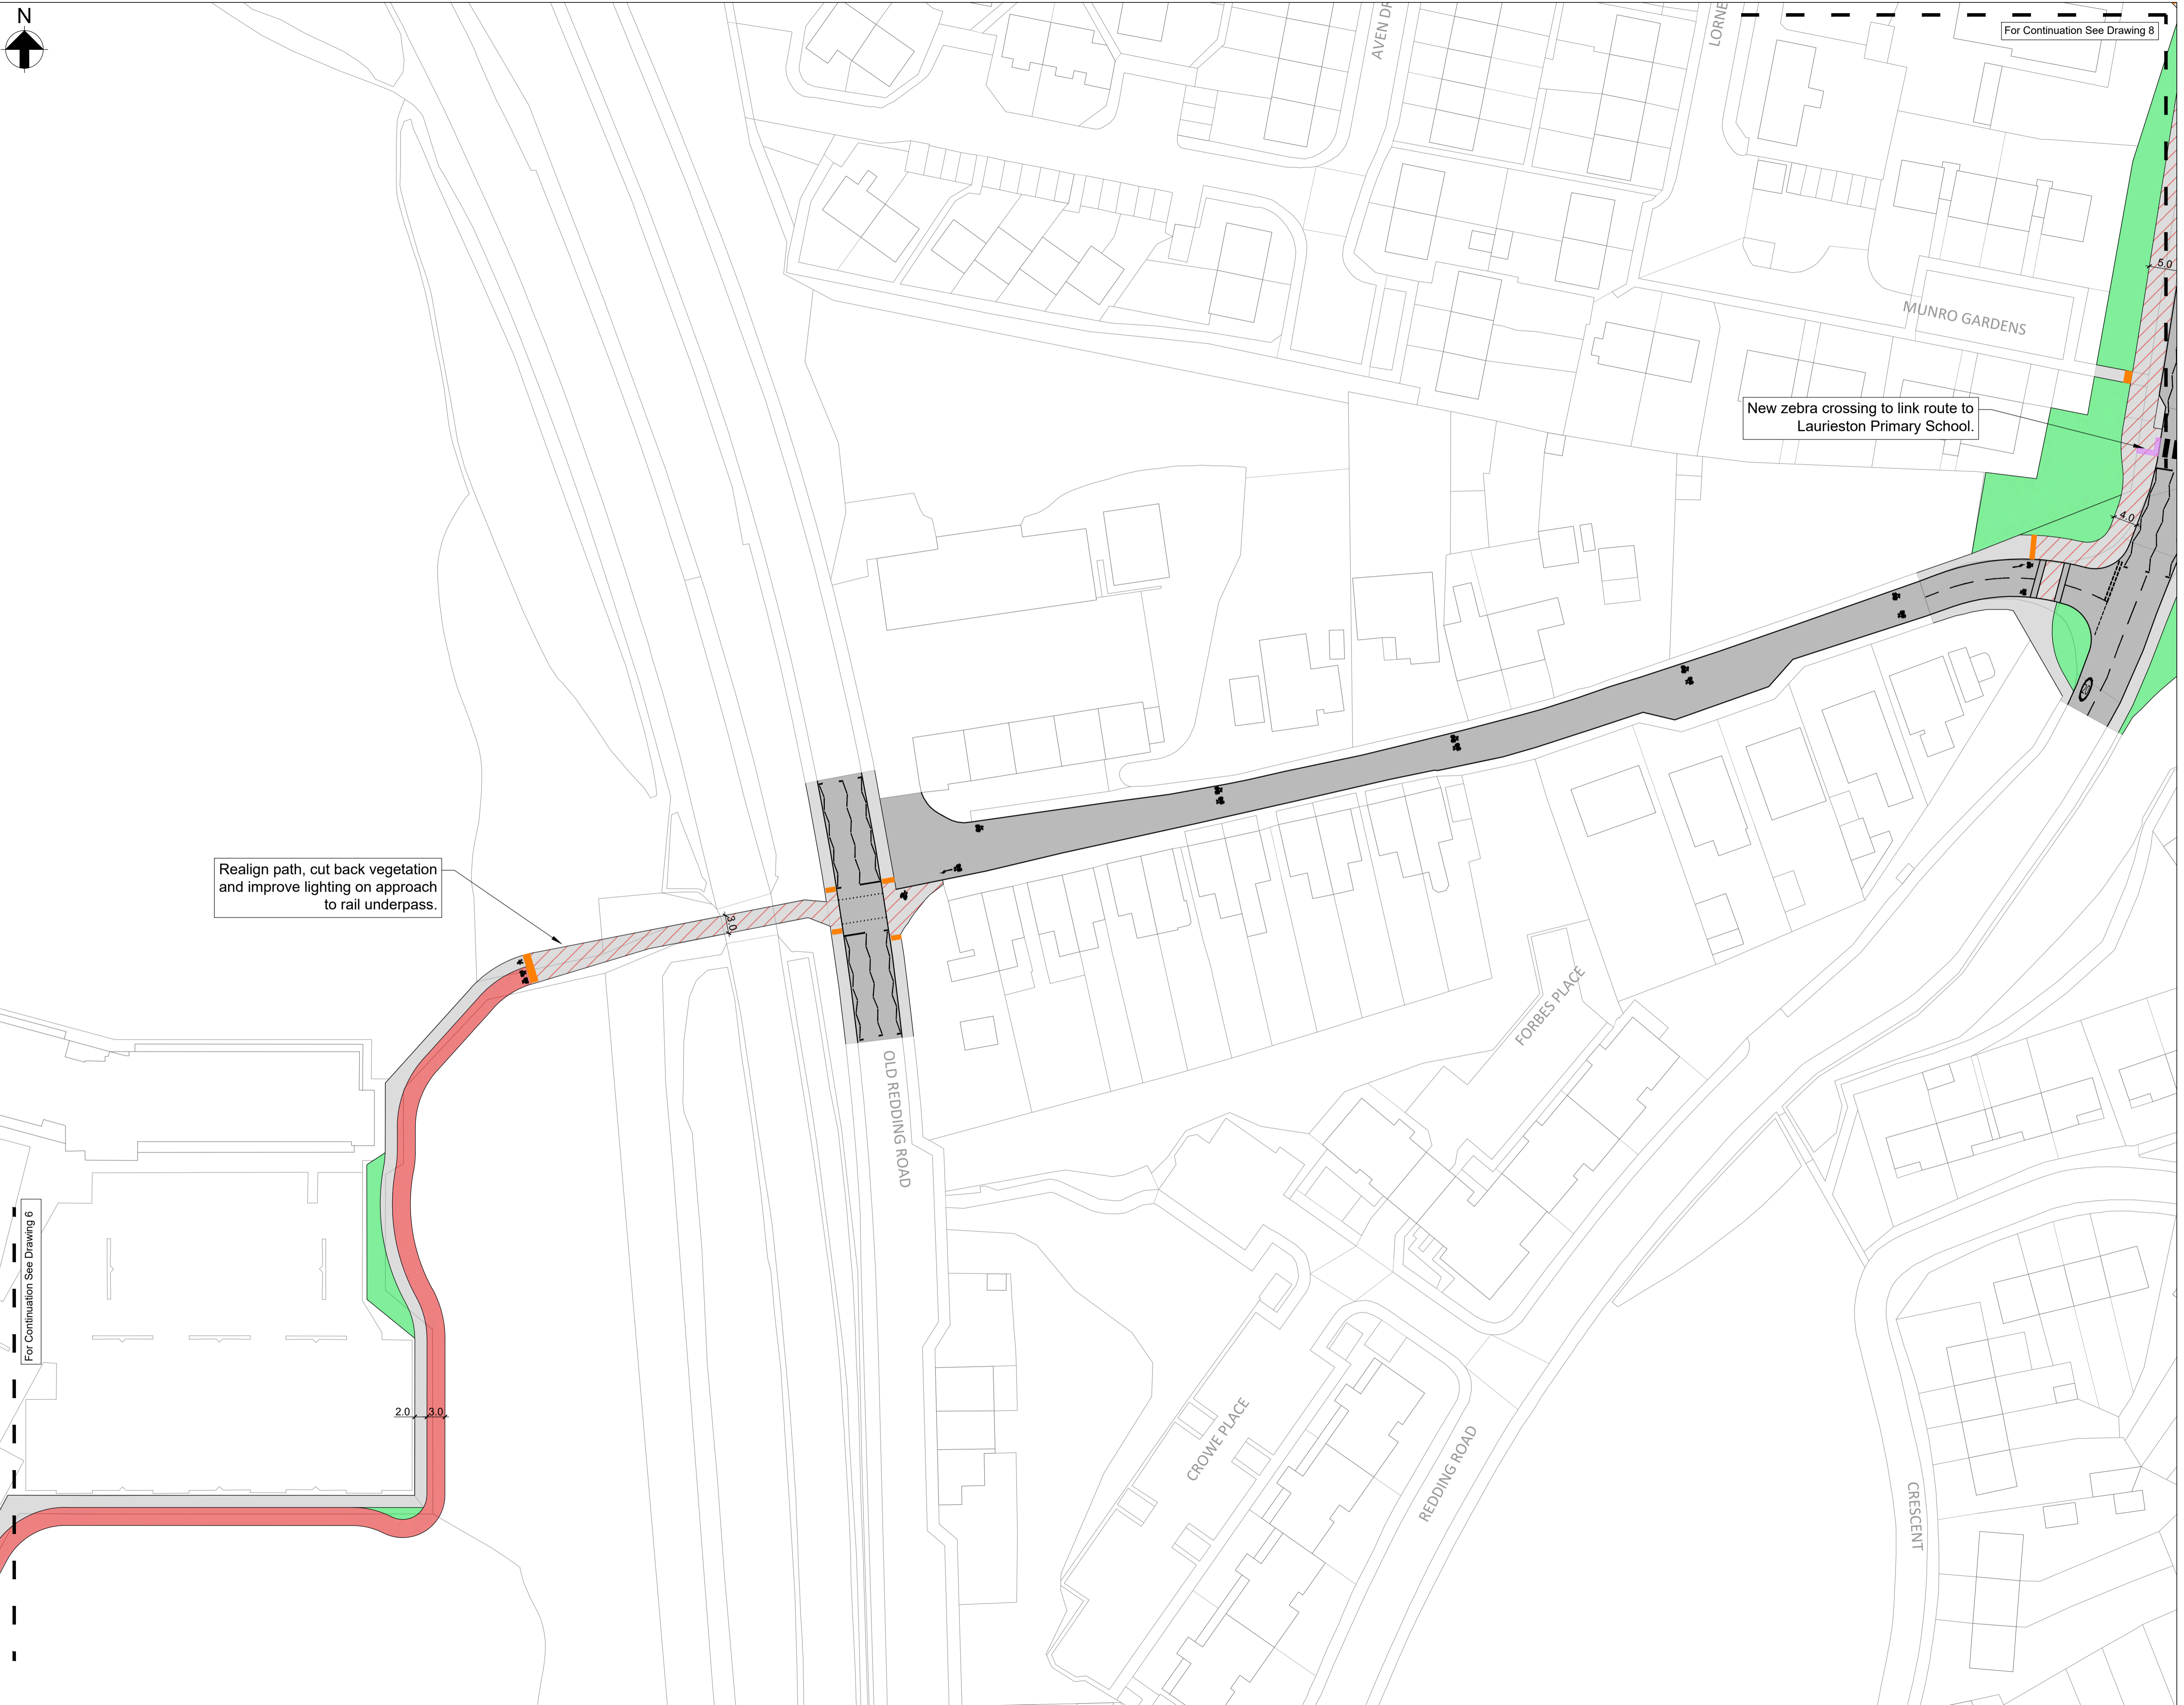 N
AVEN DR
LORNE
For Continuation See Drawing 8
5.0
MUNRO GARDENS
New zebra crossing to link route to
Laurieston Primary School.
4.0
Realign path, cut back vegetation
and improve lighting on approach
to rail underpass.
3.0
FORBES PLACE
OLD REDDING ROAD
For Continuation See Drawing 6
2.0
3.0
CROWE PLACE
REDDING ROAD
CRESCENT